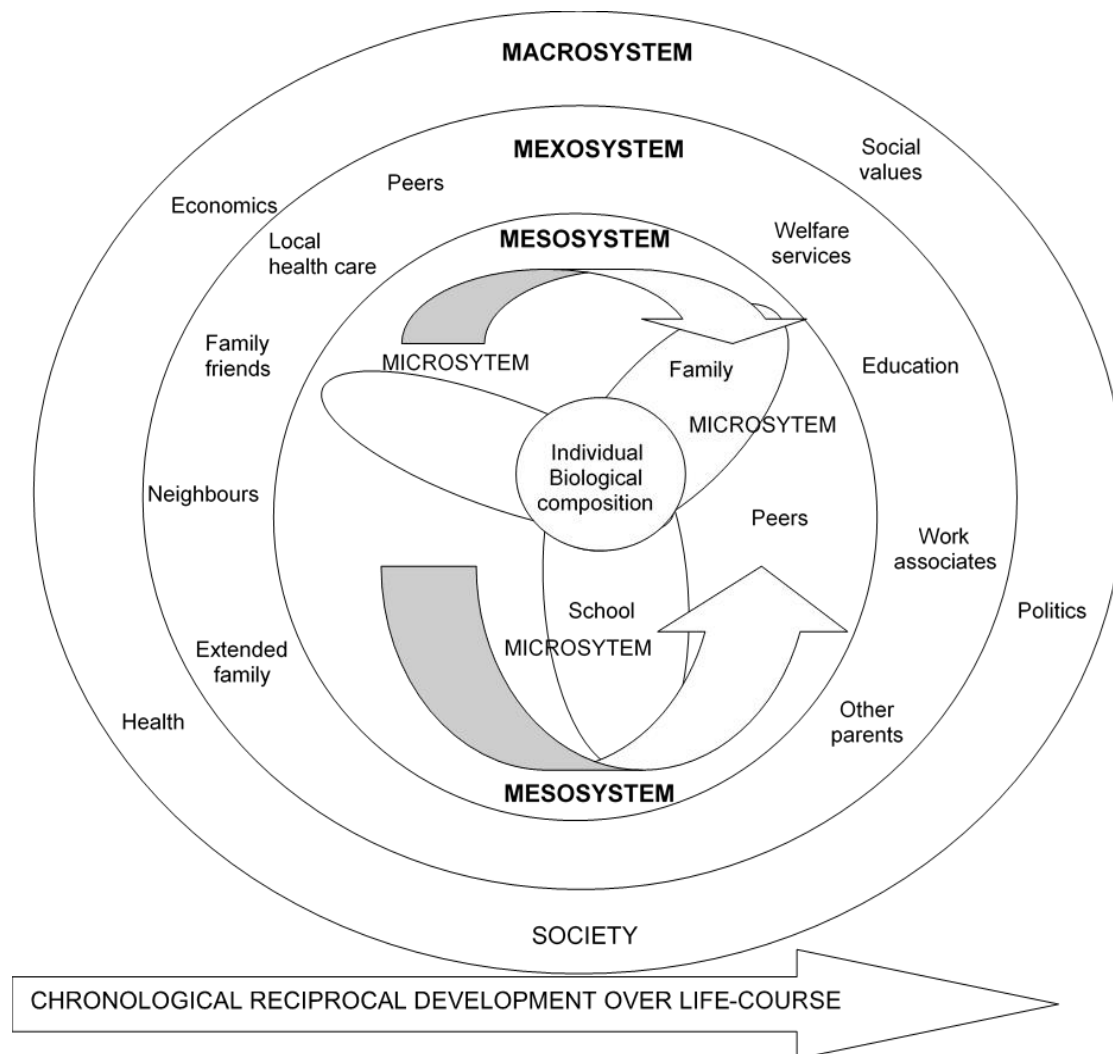 MACROSYSTEM
MEXOSYSTEM
Social
values
Peers
Economics
Welfare
services
Local
health care
MESOSYSTEM
Family
friends
MICROSYTEM
Family
Education
MICROSYTEM
Individual
Biological
composition
Neighbours
Peers
Work
associates
School
Politics
MICROSYTEM
Extended
family
Health
Other
parents
MESOSYSTEM
SOCIETY
CHRONOLOGICAL RECIPROCAL DEVELOPMENT OVER LIFE-COURSE